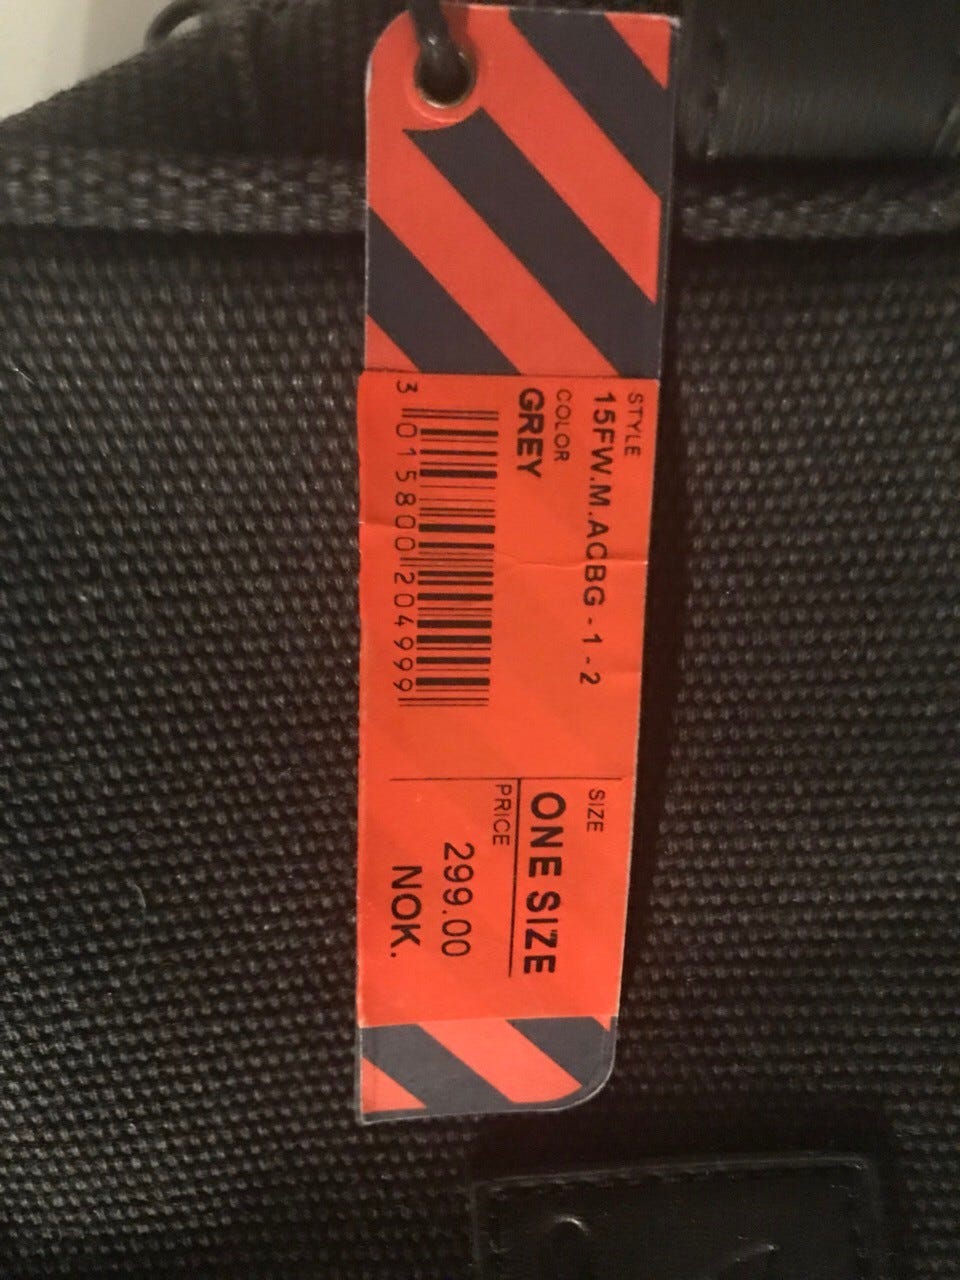 STYLE
15FW.M.ACBG - 1 - 2
COLOR
GREY
3 015800 204999
SIZE
ONE SIZE
PRICE
299.00
NOK.